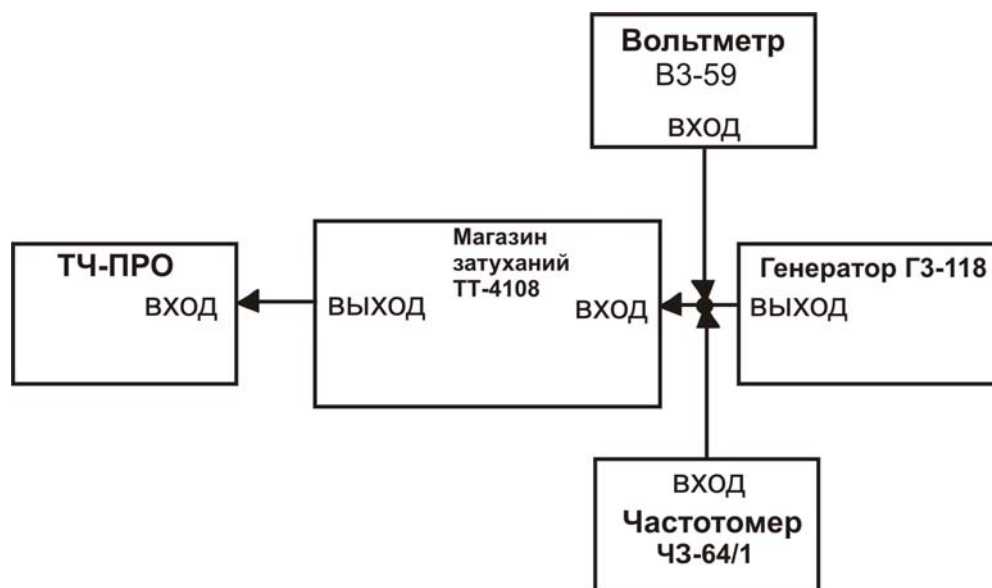 Вольтметр
В3-59
ВХОД
ТЧ-ПРО
ВХОД
Магазин
затуханий
ТТ-4108
ВЫХОД
ВХОД
Генератор Г3-118
ВЫХОД
ВХОД
Частотомер
ЧЗ-64/1